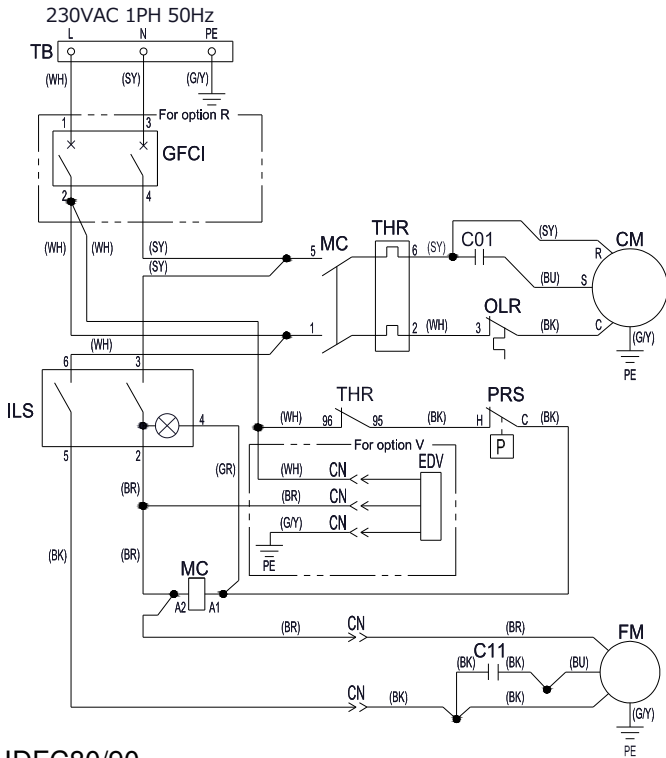 230VAC 1PH 50Hz
L N PE
TB
(WH) (SY) (G/Y)
For option R
1 3
GFCI
2 4
(WH) (WH) (SY) 5 MC THR 6 (SY) C01 (SY) R CM
(SY) (BU) S
OLR
1 2 (WH) 3 (BK) C
(WH) (G/Y)
6 3 PE
ILS 4
THR PRS
(WH) 96 95 (BK) H C (BK)
P
5 2
For option V
(GR) (WH) CN EDV
(BR) (BR) CN
(G/Y) CN
PE
(BK) (BR) MC
A2 A1
(BR) CN (BR) FM
C11
(BK) (BK) (BU)
CN (BK) (BK)
(G/Y)
PE
IDFC80/90